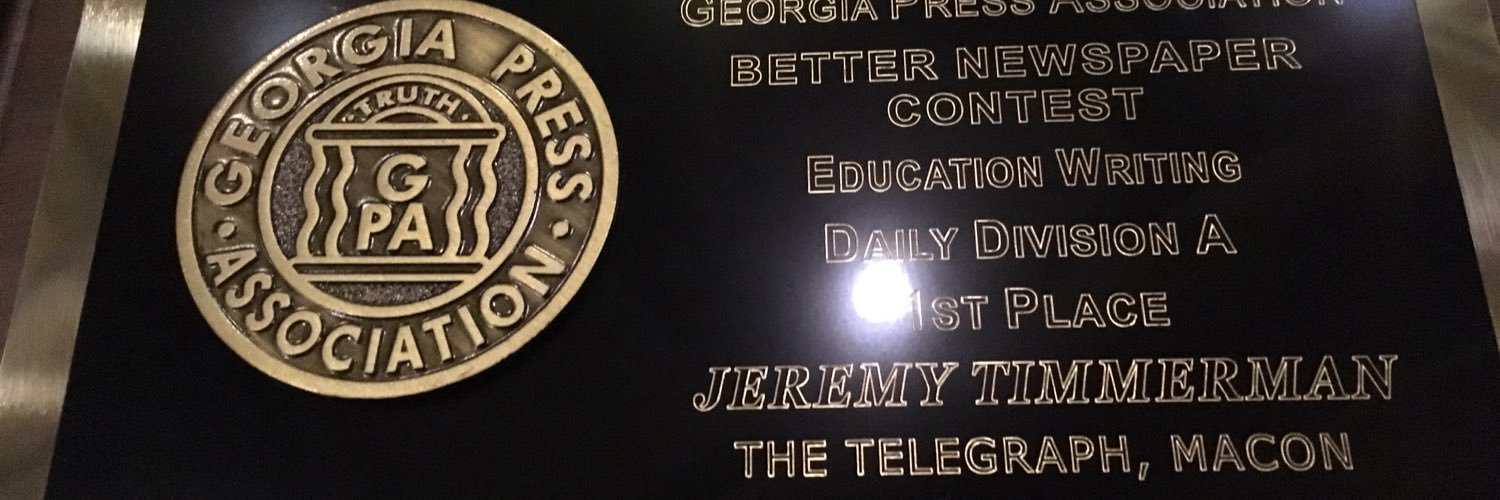 GEORGIA PRESS
ASSOCIATION
TRUTH
G
PA
GEORGIA PRESS ASSOCIATION
BETTER NEWSPAPER
CONTEST
EDUCATION WRITING
DAILY DIVISION A
1ST PLACE
JEREMY TIMMERMAN
THE TELEGRAPH, MACON